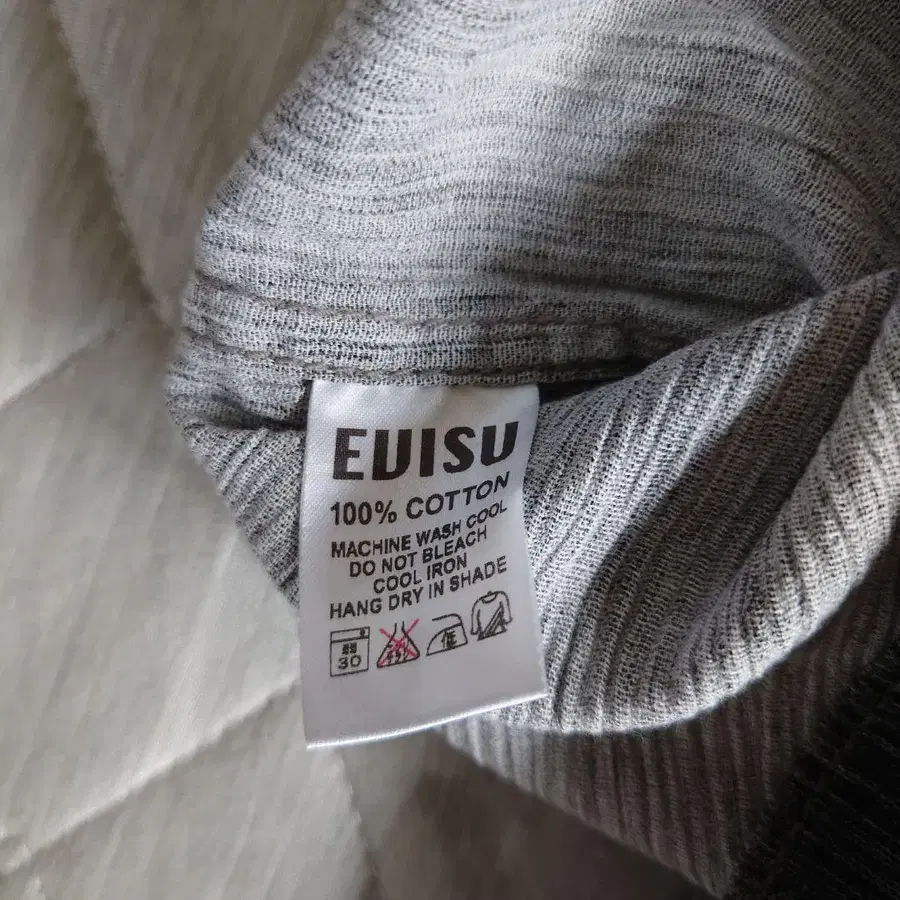 EVISU
100% COTTON
MACHINE WASH COOL
DO NOT BLEACH
COOL IRON
HANG DRY IN SHADE
30